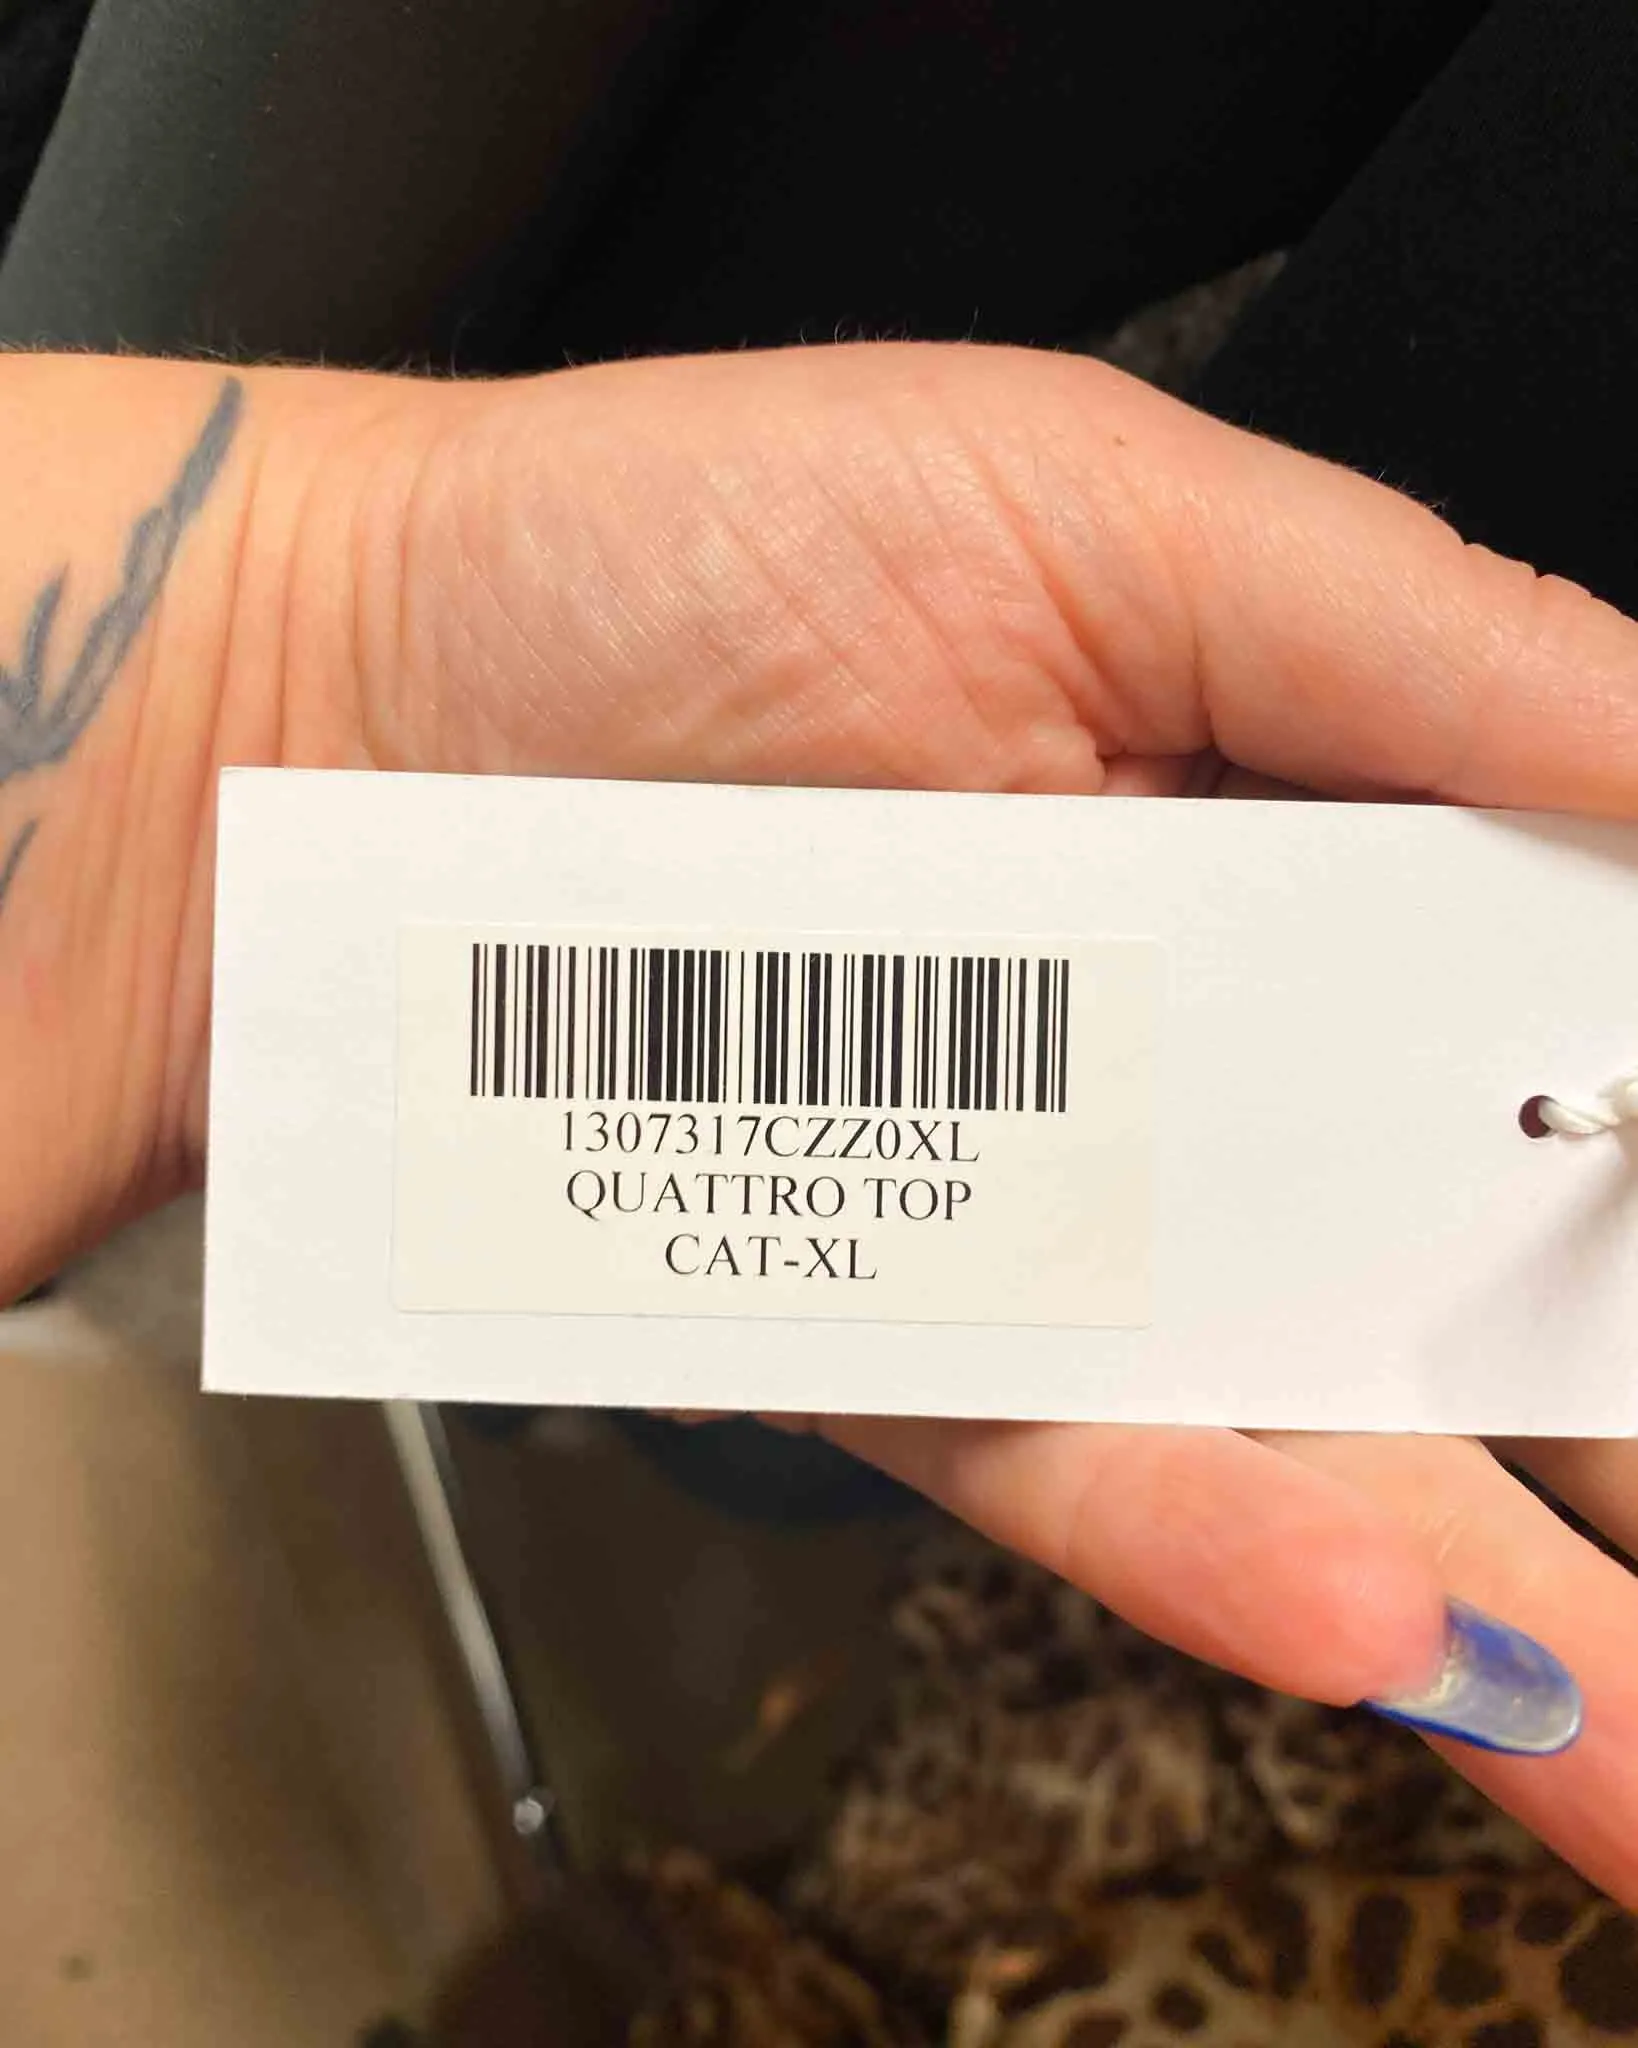 1307317CZZ0XL
QUATTRO TOP
CAT-XL